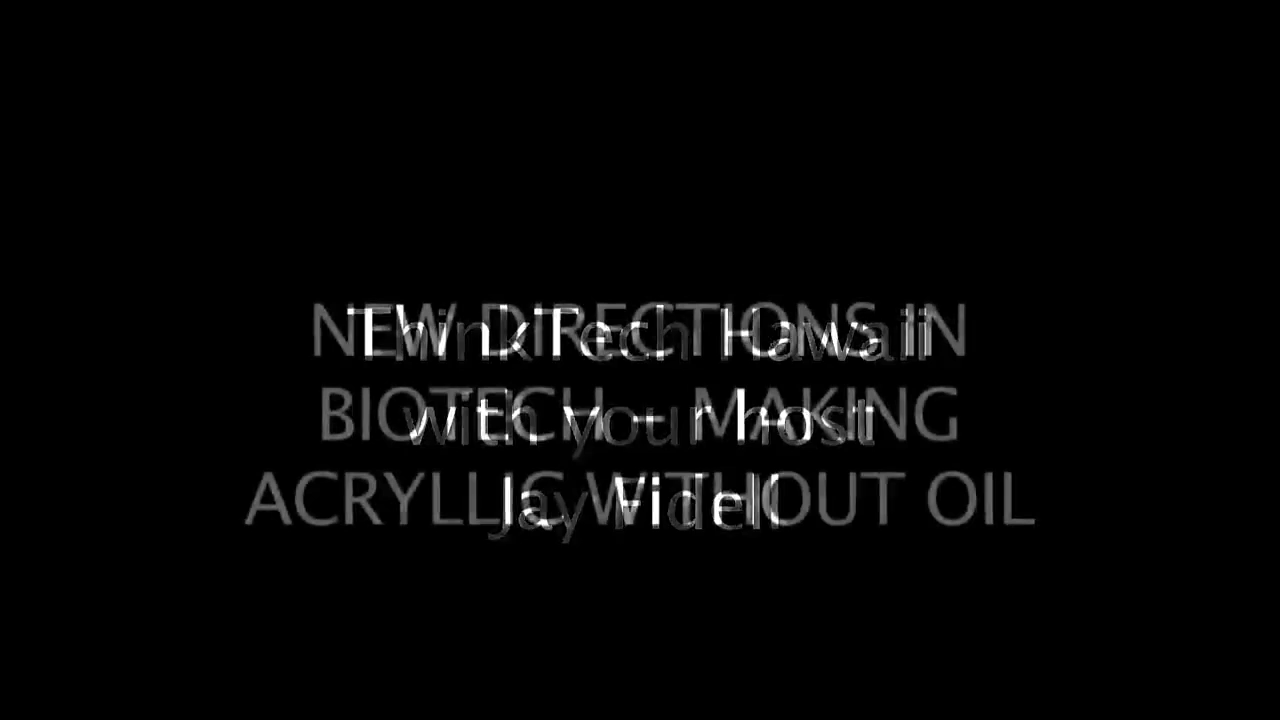 NEW DIRECTIONS IN
BIOTECH - MAKING
ACRYLLIC WITHOUT OIL
ThinkTech Hawaii
with your host
Jay Fidell